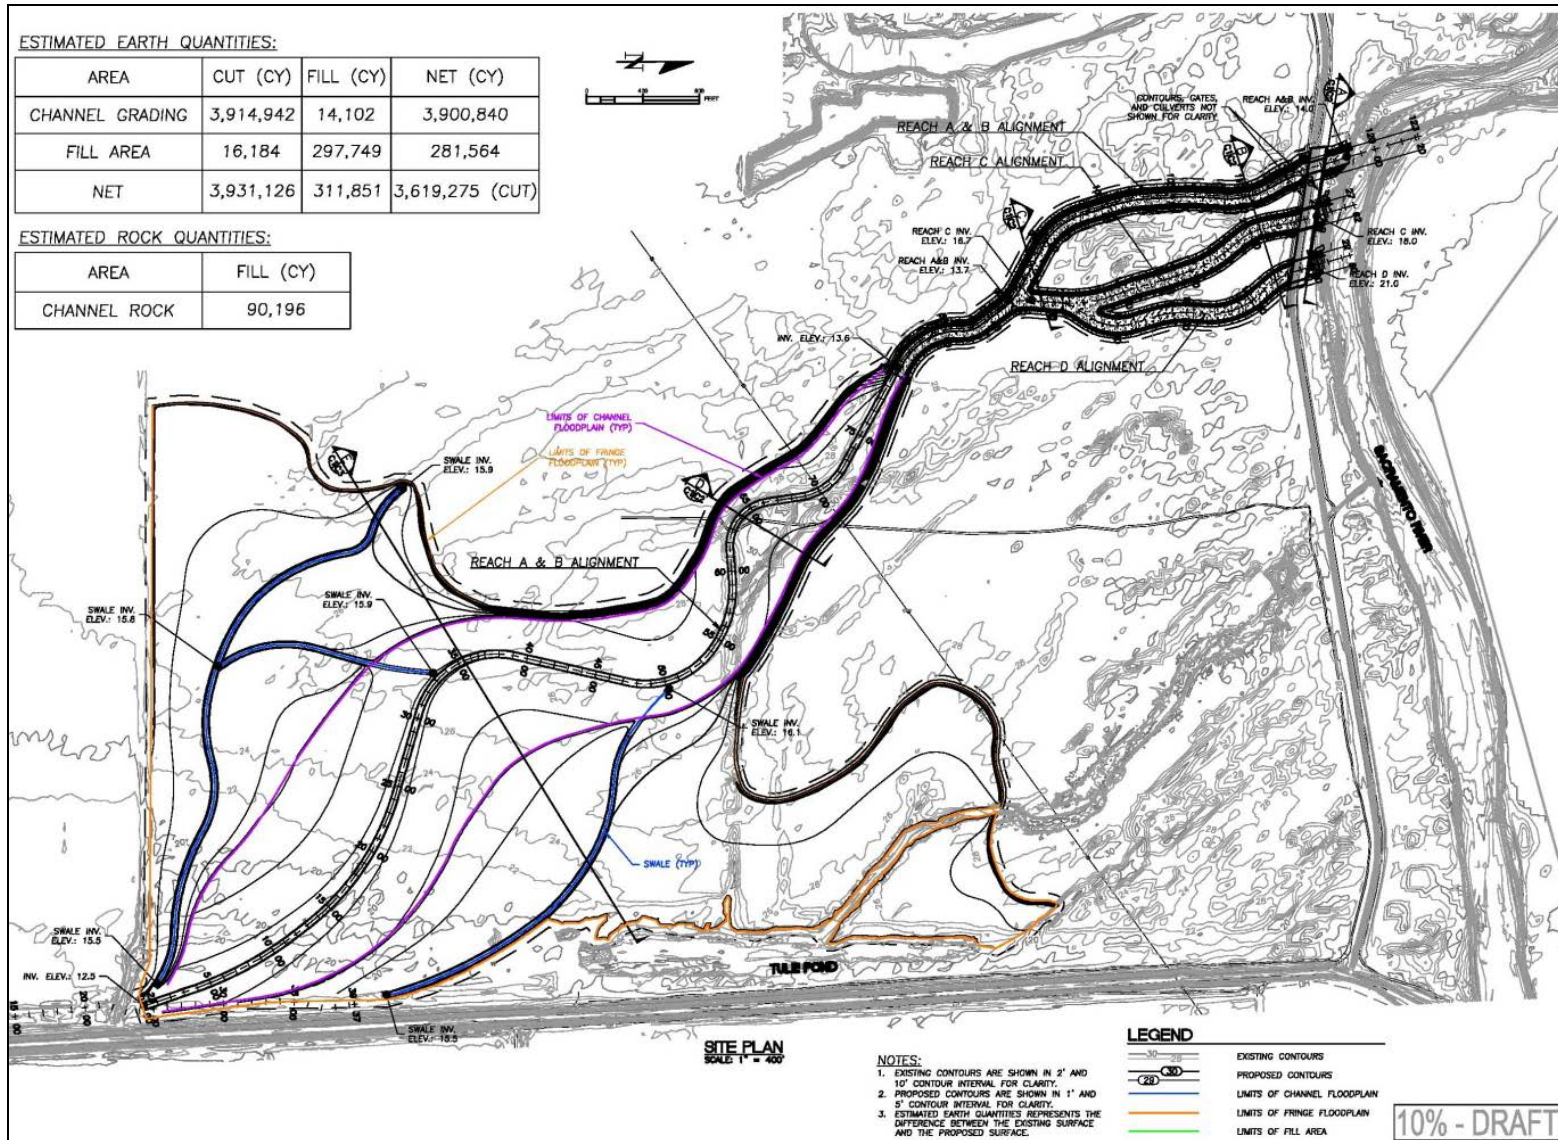 ESTIMATED EARTH QUANTITIES:
AREA CUT (CY) FILL (CY) NET (CY)
CHANNEL GRADING 3,914,942 14,102 3,900,840
FILL AREA 16,184 297,749 281,564
NET 3,931,126 311,851 3,619,275 (CUT)
ESTIMATED ROCK QUANTITIES:
AREA FILL (CY)
CHANNEL ROCK 90,196
N
0 400 800
FEET
CONTOURS, GATES,
AND CULVERTS NOT
SHOWN FOR CLARITY
REACH A&B INV.
ELEV.: 14.0
REACH A & B ALIGNMENT
REACH C ALIGNMENT
REACH C INV.
ELEV.: 16.7
REACH A&B INV.
ELEV.: 13.7
REACH C INV.
ELEV.: 18.0
REACH D INV.
ELEV.: 21.0
INV. ELEV.: 13.6
REACH D ALIGNMENT
LIMITS OF CHANNEL
FLOODPLAIN (TYP)
LIMITS OF FRINGE
FLOODPLAIN (TYP)
SWALE INV.
ELEV.: 15.9
SACRAMENTO RIVER
REACH A & B ALIGNMENT
SWALE INV.
ELEV.: 15.9
SWALE INV.
ELEV.: 15.8
SWALE INV.
ELEV.: 16.1
SWALE (TYP)
SWALE INV.
ELEV.: 15.5
INV. ELEV.: 12.5
TULE POND
SWALE INV.
ELEV.: 15.5
SITE PLAN
SCALE: 1" = 400'
NOTES:
1. EXISTING CONTOURS ARE SHOWN IN 2' AND
10' CONTOUR INTERVAL FOR CLARITY.
2. PROPOSED CONTOURS ARE SHOWN IN 1' AND
5' CONTOUR INTERVAL FOR CLARITY.
3. ESTIMATED EARTH QUANTITIES REPRESENTS THE
DIFFERENCE BETWEEN THE EXISTING SURFACE
AND THE PROPOSED SURFACE.
LEGEND
30 28 EXISTING CONTOURS
30 29 PROPOSED CONTOURS
LIMITS OF CHANNEL FLOODPLAIN
LIMITS OF FRINGE FLOODPLAIN
LIMITS OF FILL AREA
10% - DRAFT